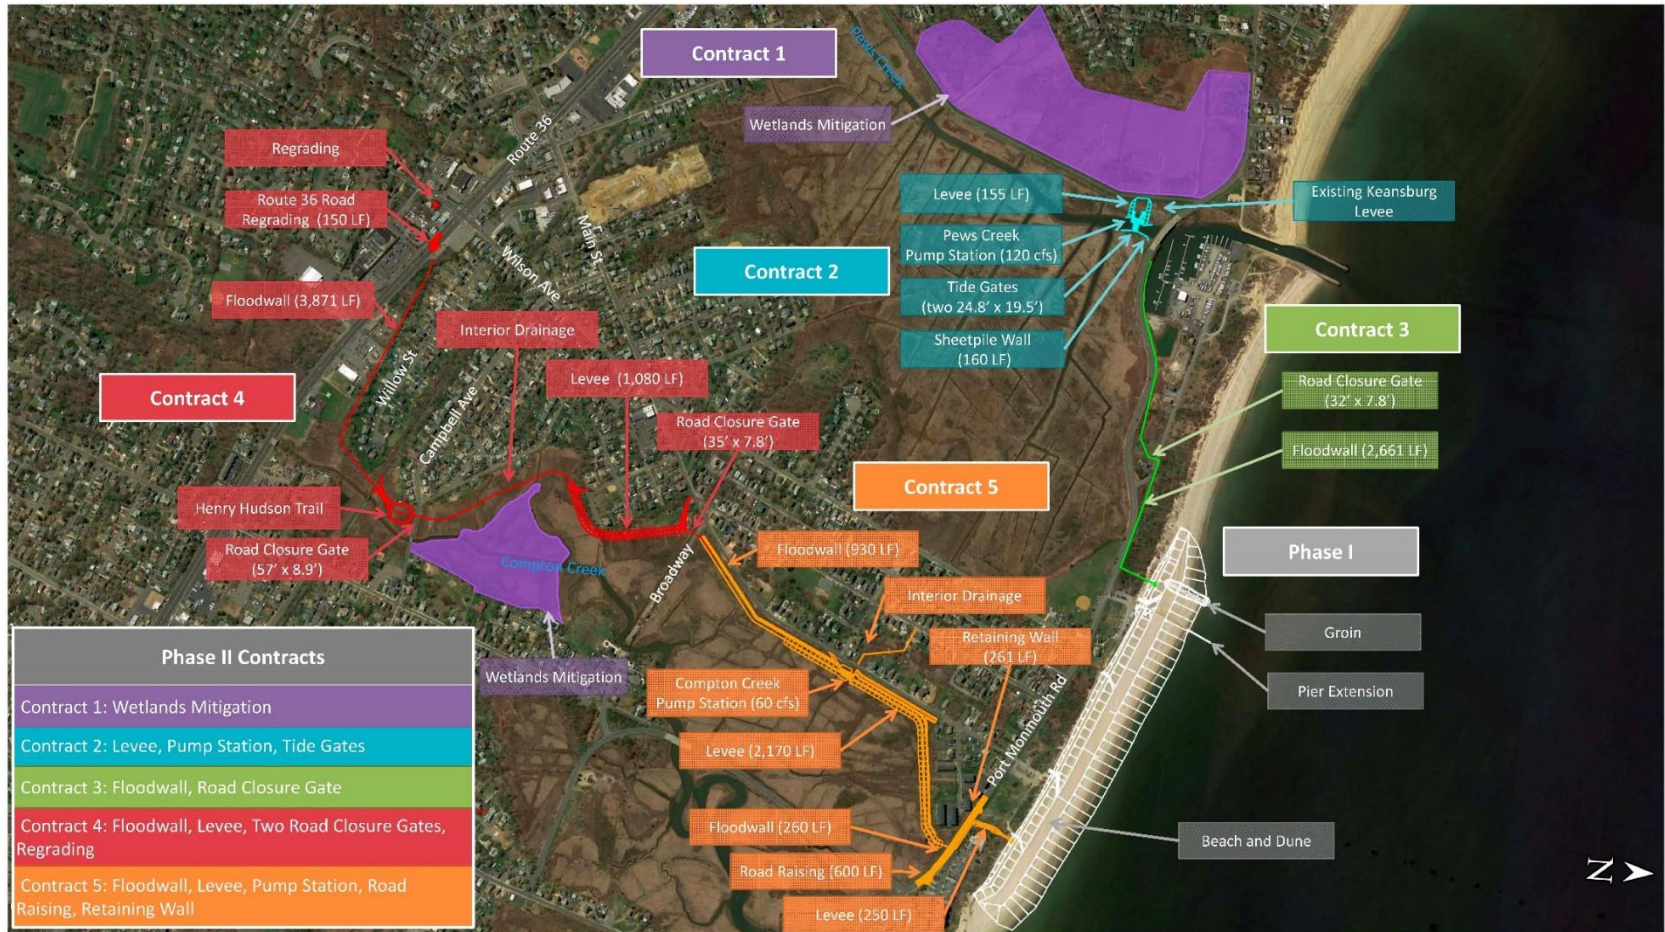 Contract 1
Pews Creek
Wetlands Mitigation
Regrading
Route 36
Route 36 Road
Regrading (150 LF)
Main St
Wilson Ave
Levee (155 LF)
Existing Keansburg
Levee
Pews Creek
Pump Station (120 cfs)
Contract 2
Tide Gates
(two 24.8' x 19.5')
Floodwall (3,871 LF)
Interior Drainage
Sheetpile Wall
(160 LF)
Contract 3
Willow St
Levee (1,080 LF)
Road Closure Gate
(32' x 7.8')
Contract 4
Campbell Ave
Road Closure Gate
(35' x 7.8')
Floodwall (2,661 LF)
Contract 5
Henry Hudson Trail
Road Closure Gate
(57' x 8.9')
Compton Creek
Broadway
Floodwall (930 LF)
Phase I
Interior Drainage
Groin
Retaining Wall
(261 LF)
Wetlands Mitigation
Compton Creek
Pump Station (60 cfs)
Pier Extension
Port Monmouth Rd
Levee (2,170 LF)
Floodwall (260 LF)
Beach and Dune
Road Raising (600 LF)
Levee (250 LF)
N
Phase II Contracts
Contract 1: Wetlands Mitigation
Contract 2: Levee, Pump Station, Tide Gates
Contract 3: Floodwall, Road Closure Gate
Contract 4: Floodwall, Levee, Two Road Closure Gates,
Regrading
Contract 5: Floodwall, Levee, Pump Station, Road
Raising, Retaining Wall